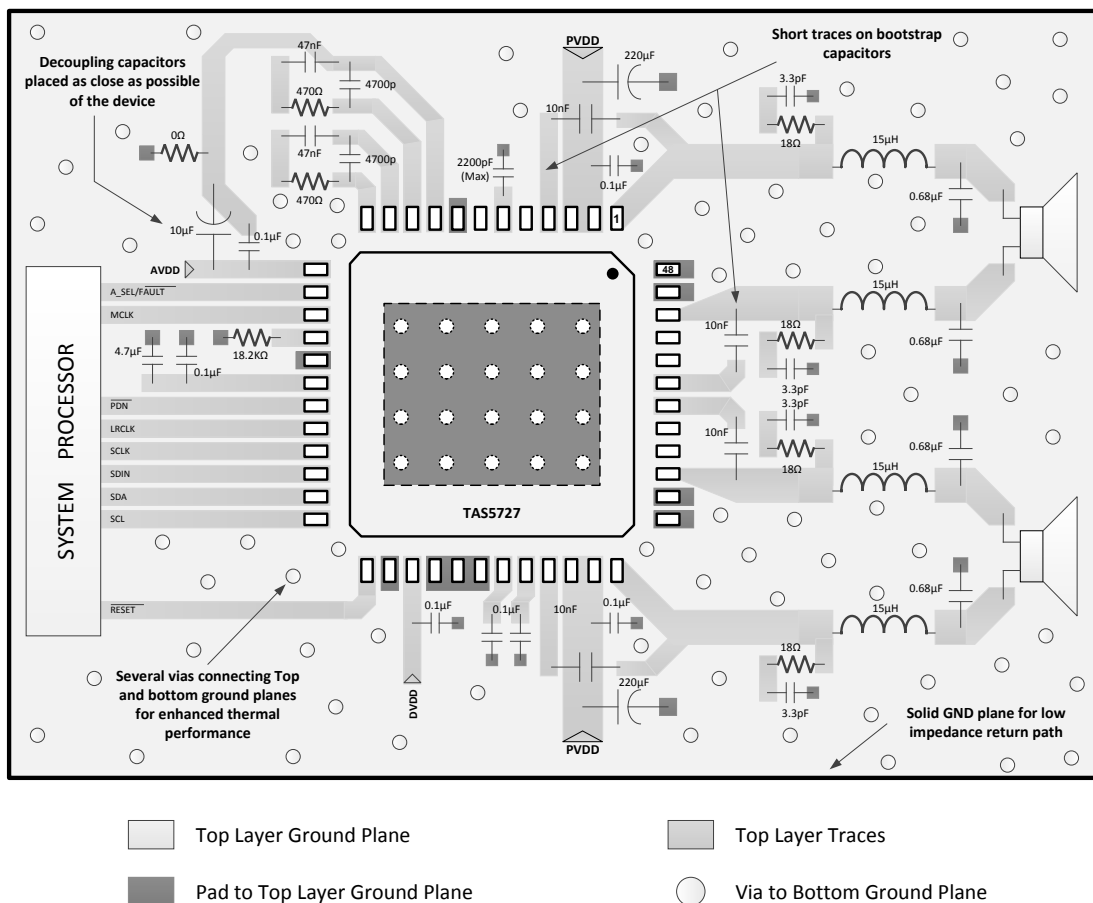 PVDD
Short traces on bootstrap
capacitors
Decoupling capacitors
placed as close as possible
of the device
47nF
4700p
470Ω
47nF
4700p
470Ω
0Ω
220µF
10nF
2200pF
(Max)
0.1µF
3.3pF
18Ω
15µH
0.68µF
10µF
0.1µF
1
AVDD
48
A_SEL/FAULT
MCLK
4.7µF
0.1µF
18.2KΩ
PDN
LRCLK
SCLK
SDIN
SDA
SCL
RESET
SYSTEM PROCESSOR
TAS5727
15µH
10nF
18Ω
3.3pF
0.68µF
3.3pF
10nF
18Ω
15µH
0.68µF
0.1µF
0.1µF
10nF
0.1µF
15µH
0.68µF
18Ω
3.3pF
220µF
DVDD
PVDD
Several vias connecting Top
and bottom ground planes
for enhanced thermal
performance
Solid GND plane for low
impedance return path
Top Layer Ground Plane
Top Layer Traces
Pad to Top Layer Ground Plane
Via to Bottom Ground Plane